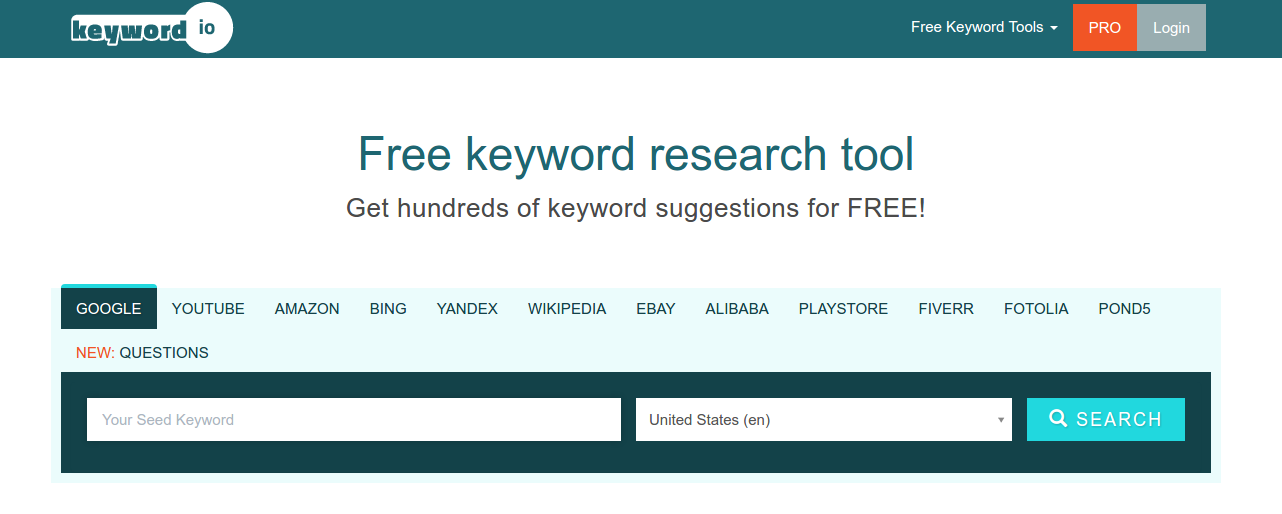 keyword io
Free Keyword Tools
PRO
Login
Free keyword research tool
Get hundreds of keyword suggestions for FREE!
GOOGLE YOUTUBE AMAZON BING YANDEX WIKIPEDIA EBAY ALIBABA PLAYSTORE FIVERR FOTOLIA POND5
NEW: QUESTIONS
Your Seed Keyword
United States (en)
SEARCH